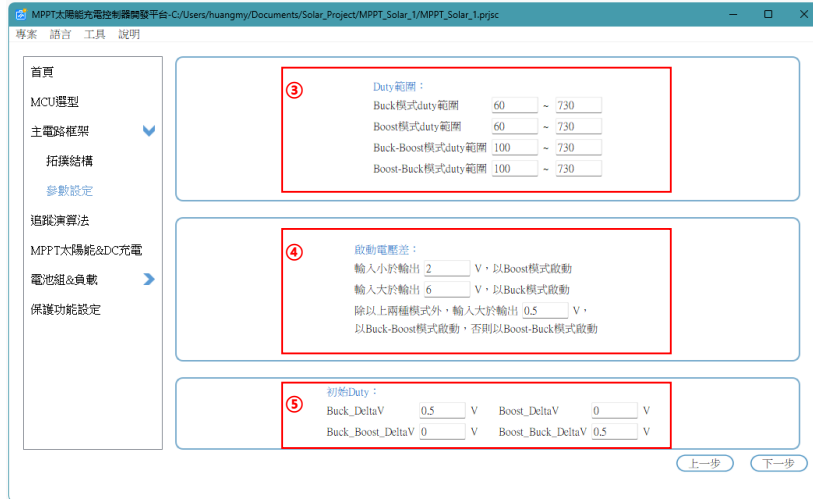 MPPT太陽能充電控制器開發平台-C:/Users/huangmy/Documents/Solar_Project/MPPT_Solar_1/MPPT_Solar_1.prjsc
專案 語言 工具 說明
首頁
MCU選型
主電路框架
拓撲結構
參數設定
追蹤演算法
MPPT太陽能&DC充電
電池組&負載
保護功能設定
③
Duty範圍：
Buck模式duty範圍 60 ~ 730
Boost模式duty範圍 60 ~ 730
Buck-Boost模式duty範圍 100 ~ 730
Boost-Buck模式duty範圍 100 ~ 730
④
啟動電壓差：
輸入小於輸出 2 V，以Boost模式啟動
輸入大於輸出 6 V，以Buck模式啟動
除以上兩種模式外，輸入大於輸出 0.5 V，
以Buck-Boost模式啟動，否則以Boost-Buck模式啟動
⑤
初始Duty：
Buck_DeltaV 0.5 V Boost_DeltaV 0 V
Buck_Boost_DeltaV 0 V Boost_Buck_DeltaV 0.5 V
上一步 下一步